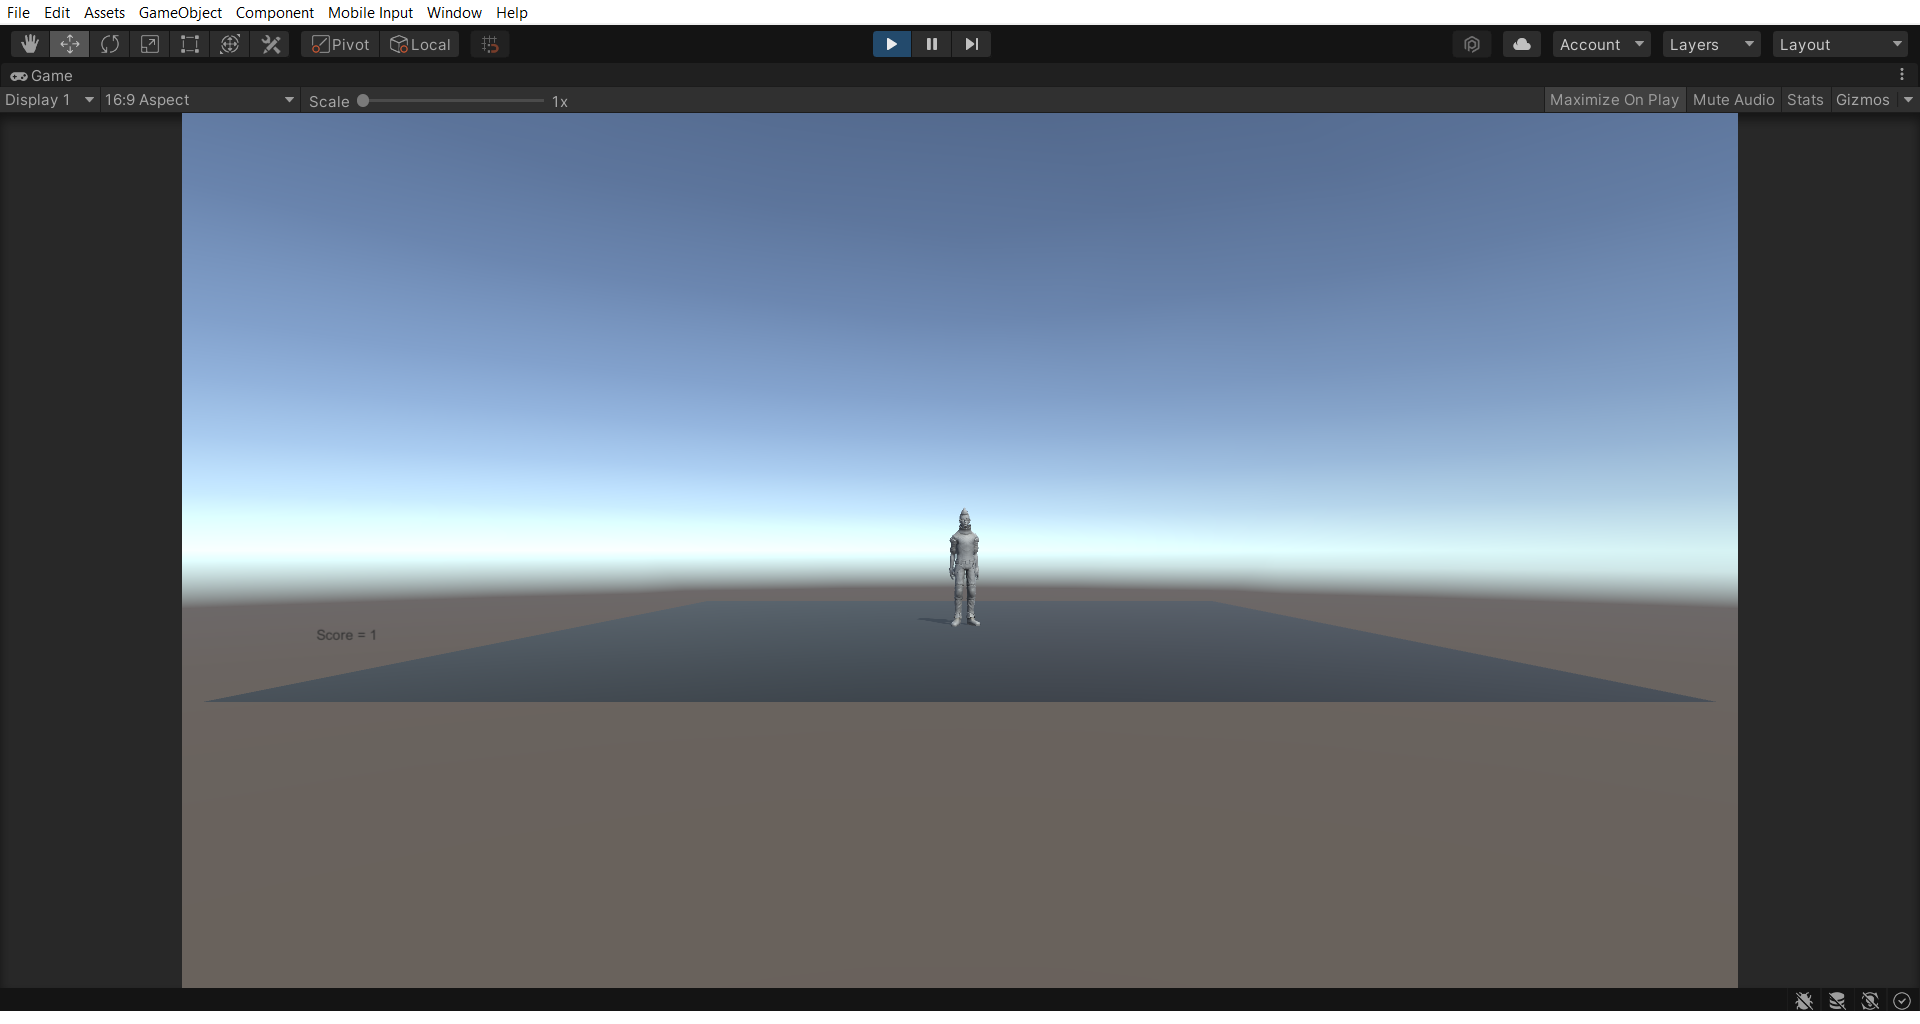 File Edit Assets GameObject Component Mobile Input Window Help
Pivot Local Account Layers Layout
Game
Display 1 16:9 Aspect Scale 1x Maximize On Play Mute Audio Stats Gizmos
Score = 1